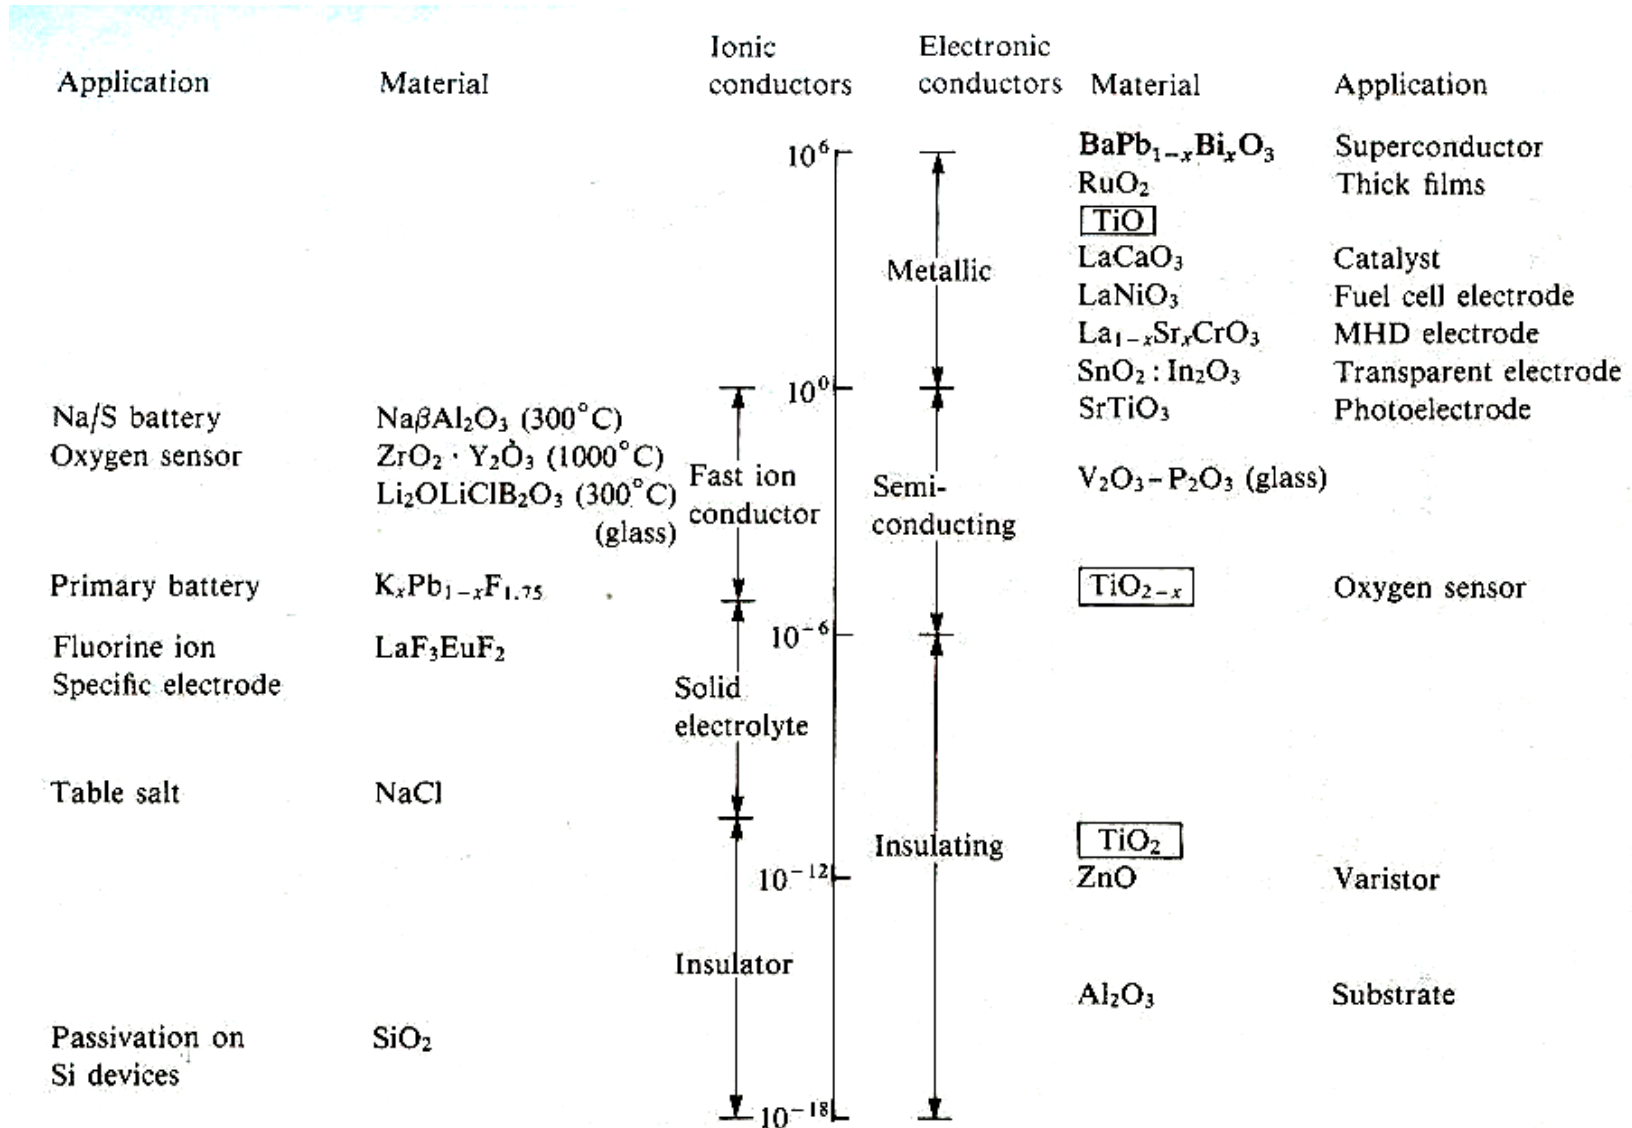 Application
Material
Ionic
conductors
Electronic
conductors
Material
Application
10⁶
BaPb₁₋ₓBiₓO₃ Superconductor
RuO₂ Thick films
TiO
LaCaO₃ Catalyst
Metallic
LaNiO₃ Fuel cell electrode
La₁₋ₓSrₓCrO₃ MHD electrode
SnO₂ : In₂O₃ Transparent electrode
10⁰
SrTiO₃ Photoelectrode
Na/S battery NaβAl₂O₃ (300°C)
Oxygen sensor ZrO₂ · Y₂O₃ (1000°C)
Li₂OLiClB₂O₃ (300°C)
(glass)
Fast ion
conductor
Semi-
conducting
V₂O₃–P₂O₃ (glass)
Primary battery KₓPb₁₋ₓF₁.₇₅
TiO₂₋ₓ Oxygen sensor
10⁻⁶
Fluorine ion LaF₃EuF₂
Specific electrode
Solid
electrolyte
Table salt NaCl
Insulating
TiO₂
10⁻¹²
ZnO Varistor
Insulator
Al₂O₃ Substrate
Passivation on SiO₂
Si devices
10⁻¹⁸